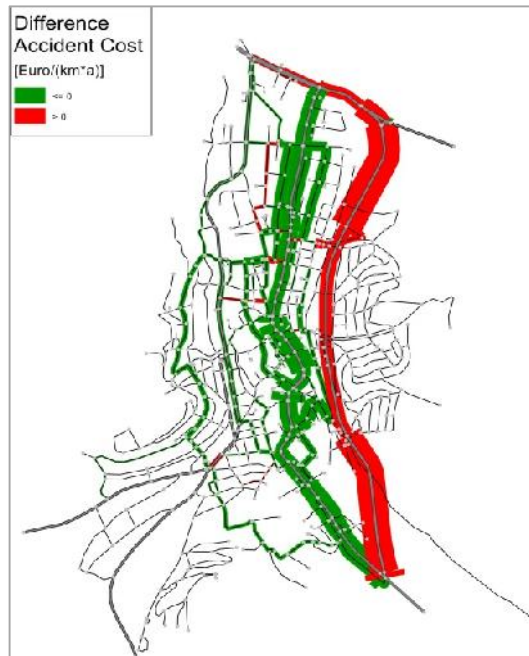 Difference
Accident Cost
[Euro/(km*a)]
<= 0
> 0